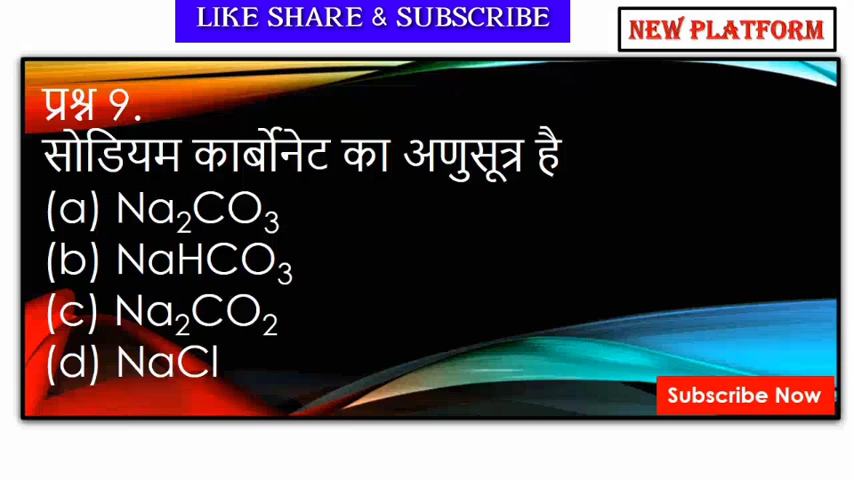 LIKE SHARE & SUBSCRIBE
NEW PLATFORM
प्रश्न 9.
सोडियम कार्बोनेट का अणुसूत्र है
(a) Na₂CO₃
(b) NaHCO₃
(c) Na₂CO₂
(d) NaCl
Subscribe Now